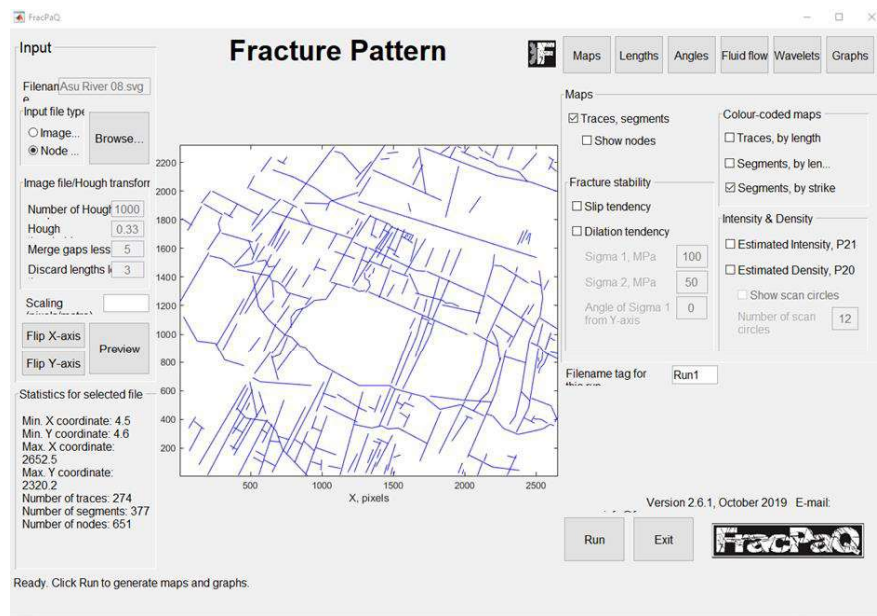 FracPaQ
Input
Fracture Pattern
Filenam
Asu River 08.svg
e
Input file type
Image...
Node ...
Browse...
Image file/Hough transform
Number of Hough
1000
Hough
0.33
Merge gaps less
5
Discard lengths l
3
Scaling
Flip X-axis
Flip Y-axis
Preview
Statistics for selected file
Min. X coordinate: 4.5
Min. Y coordinate: 4.6
Max. X coordinate:
2652.5
Max. Y coordinate:
2320.2
Number of traces: 274
Number of segments: 377
Number of nodes: 651
Ready. Click Run to generate maps and graphs.
2200
2000
1800
1600
1400
1200
1000
800
600
400
200
500 1000 1500 2000 2500
X, pixels
F
Maps Lengths Angles Fluid flow Wavelets Graphs
Maps
Traces, segments
Show nodes
Fracture stability
Slip tendency
Dilation tendency
Sigma 1, MPa
100
Sigma 2, MPa
50
Angle of Sigma 1
from Y-axis
0
Colour-coded maps
Traces, by length
Segments, by len...
Segments, by strike
Intensity & Density
Estimated Intensity, P21
Estimated Density, P20
Show scan circles
Number of scan
circles
12
Filename tag for
this run
Run1
Version 2.6.1, October 2019 E-mail:
Run
Exit
FracPaQ